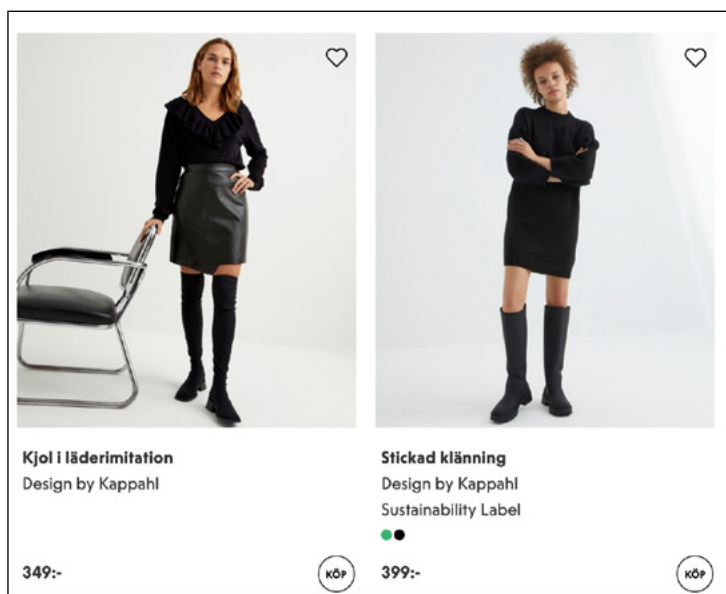 Kjol i läderimitation
Design by Kappahl
349:-
KÖP
Stickad klänning
Design by Kappahl
Sustainability Label
399:-
KÖP